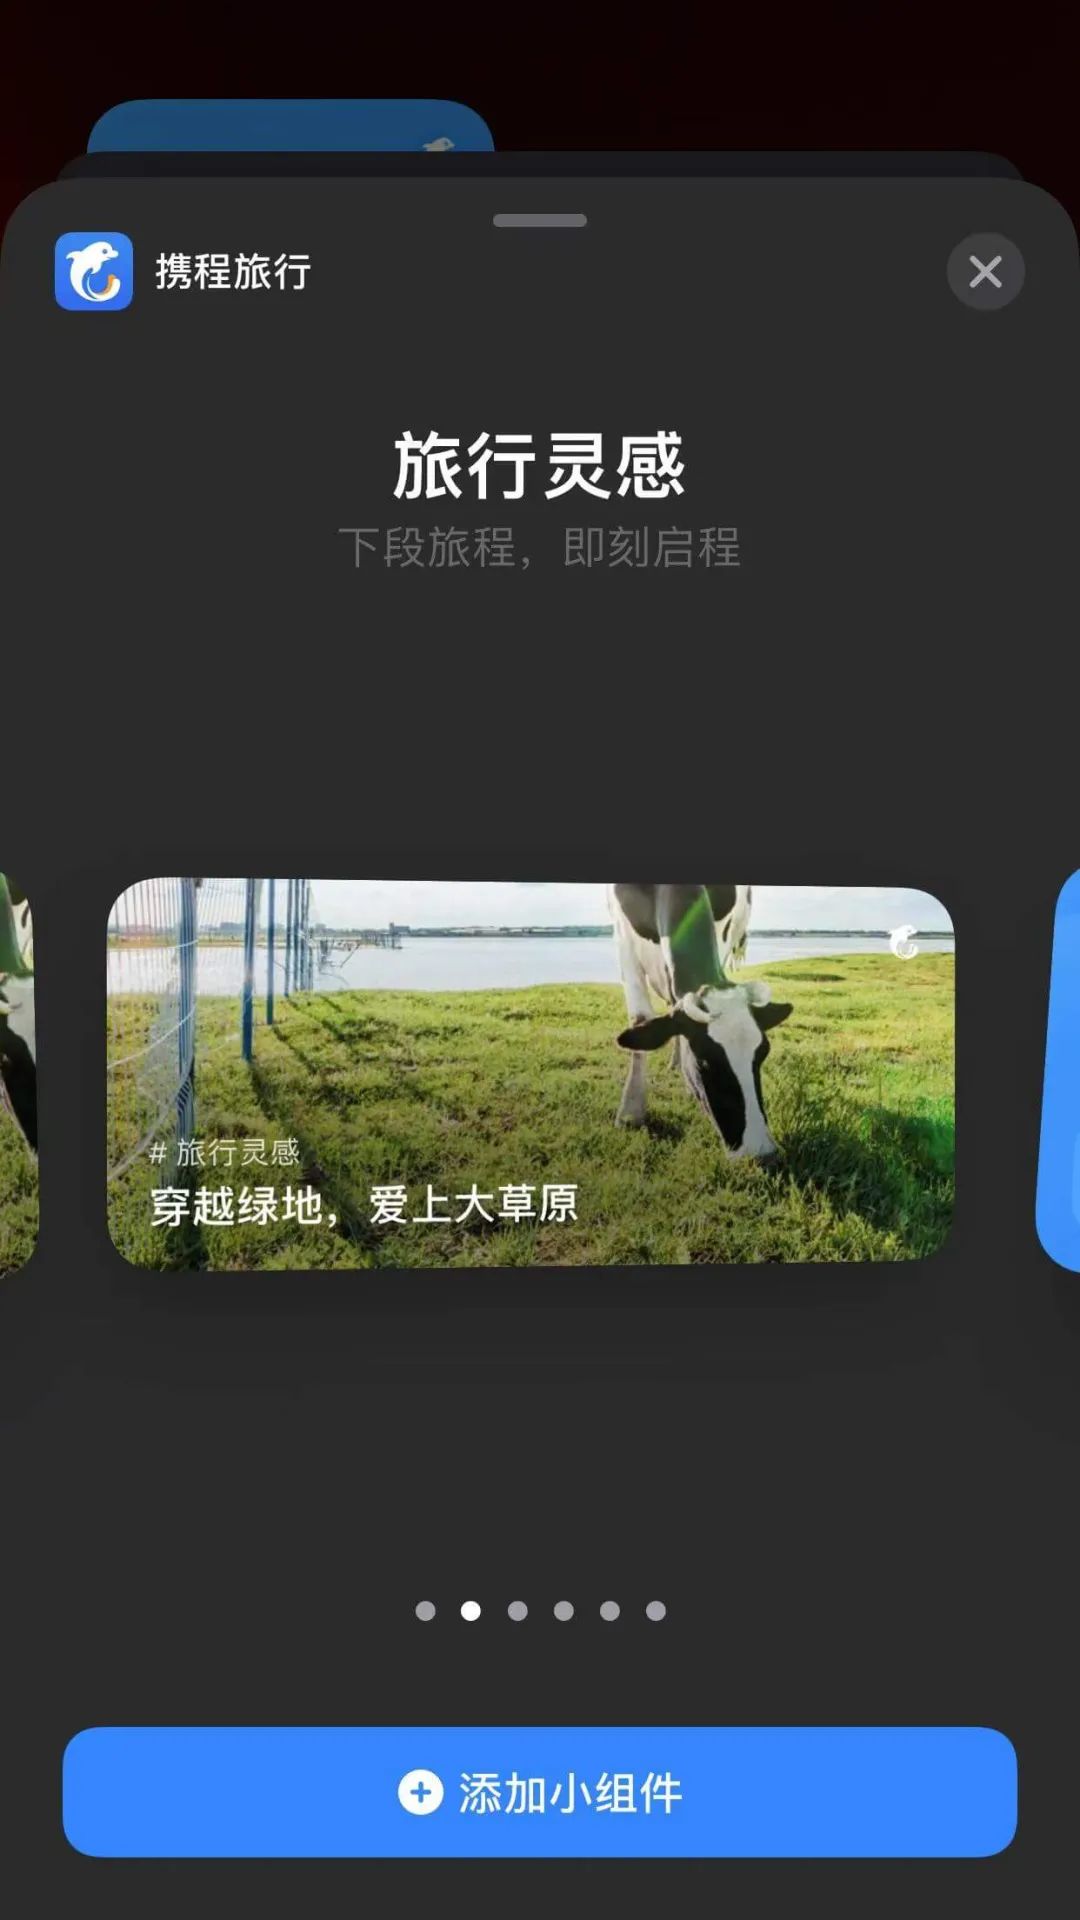 携程旅行
旅行灵感
下段旅程，即刻启程
# 旅行灵感
穿越绿地，爱上大草原
添加小组件